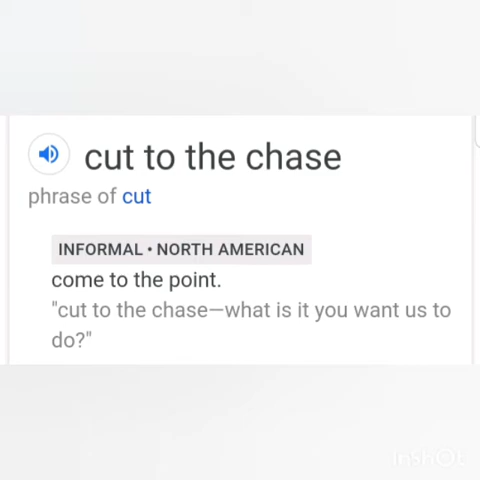 cut to the chase
phrase of cut
INFORMAL • NORTH AMERICAN
come to the point.
"cut to the chase—what is it you want us to
do?"
InShOt